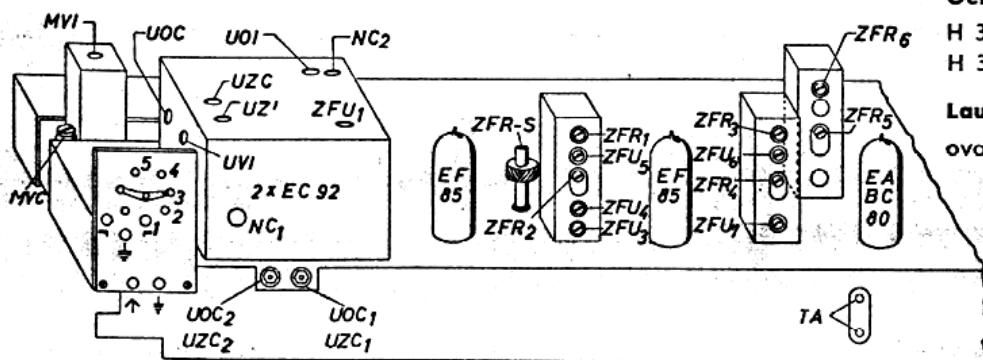 MVI
UOC
UOI
NC2
ZFR6
H 3
H 3
UZC
UZ'
ZFU1
ZFR-S
ZFR1
ZFU5
ZFR3
ZFU6
ZFR5
Lau
ova
MVC
UVI
5
4
3
2
1
2 x EC 92
NC1
EF
85
ZFR2
ZFU4
ZFU3
EF
85
ZFR4
ZFU7
EA
BC
80
UOC2
UZC2
UOC1
UZC1
TA